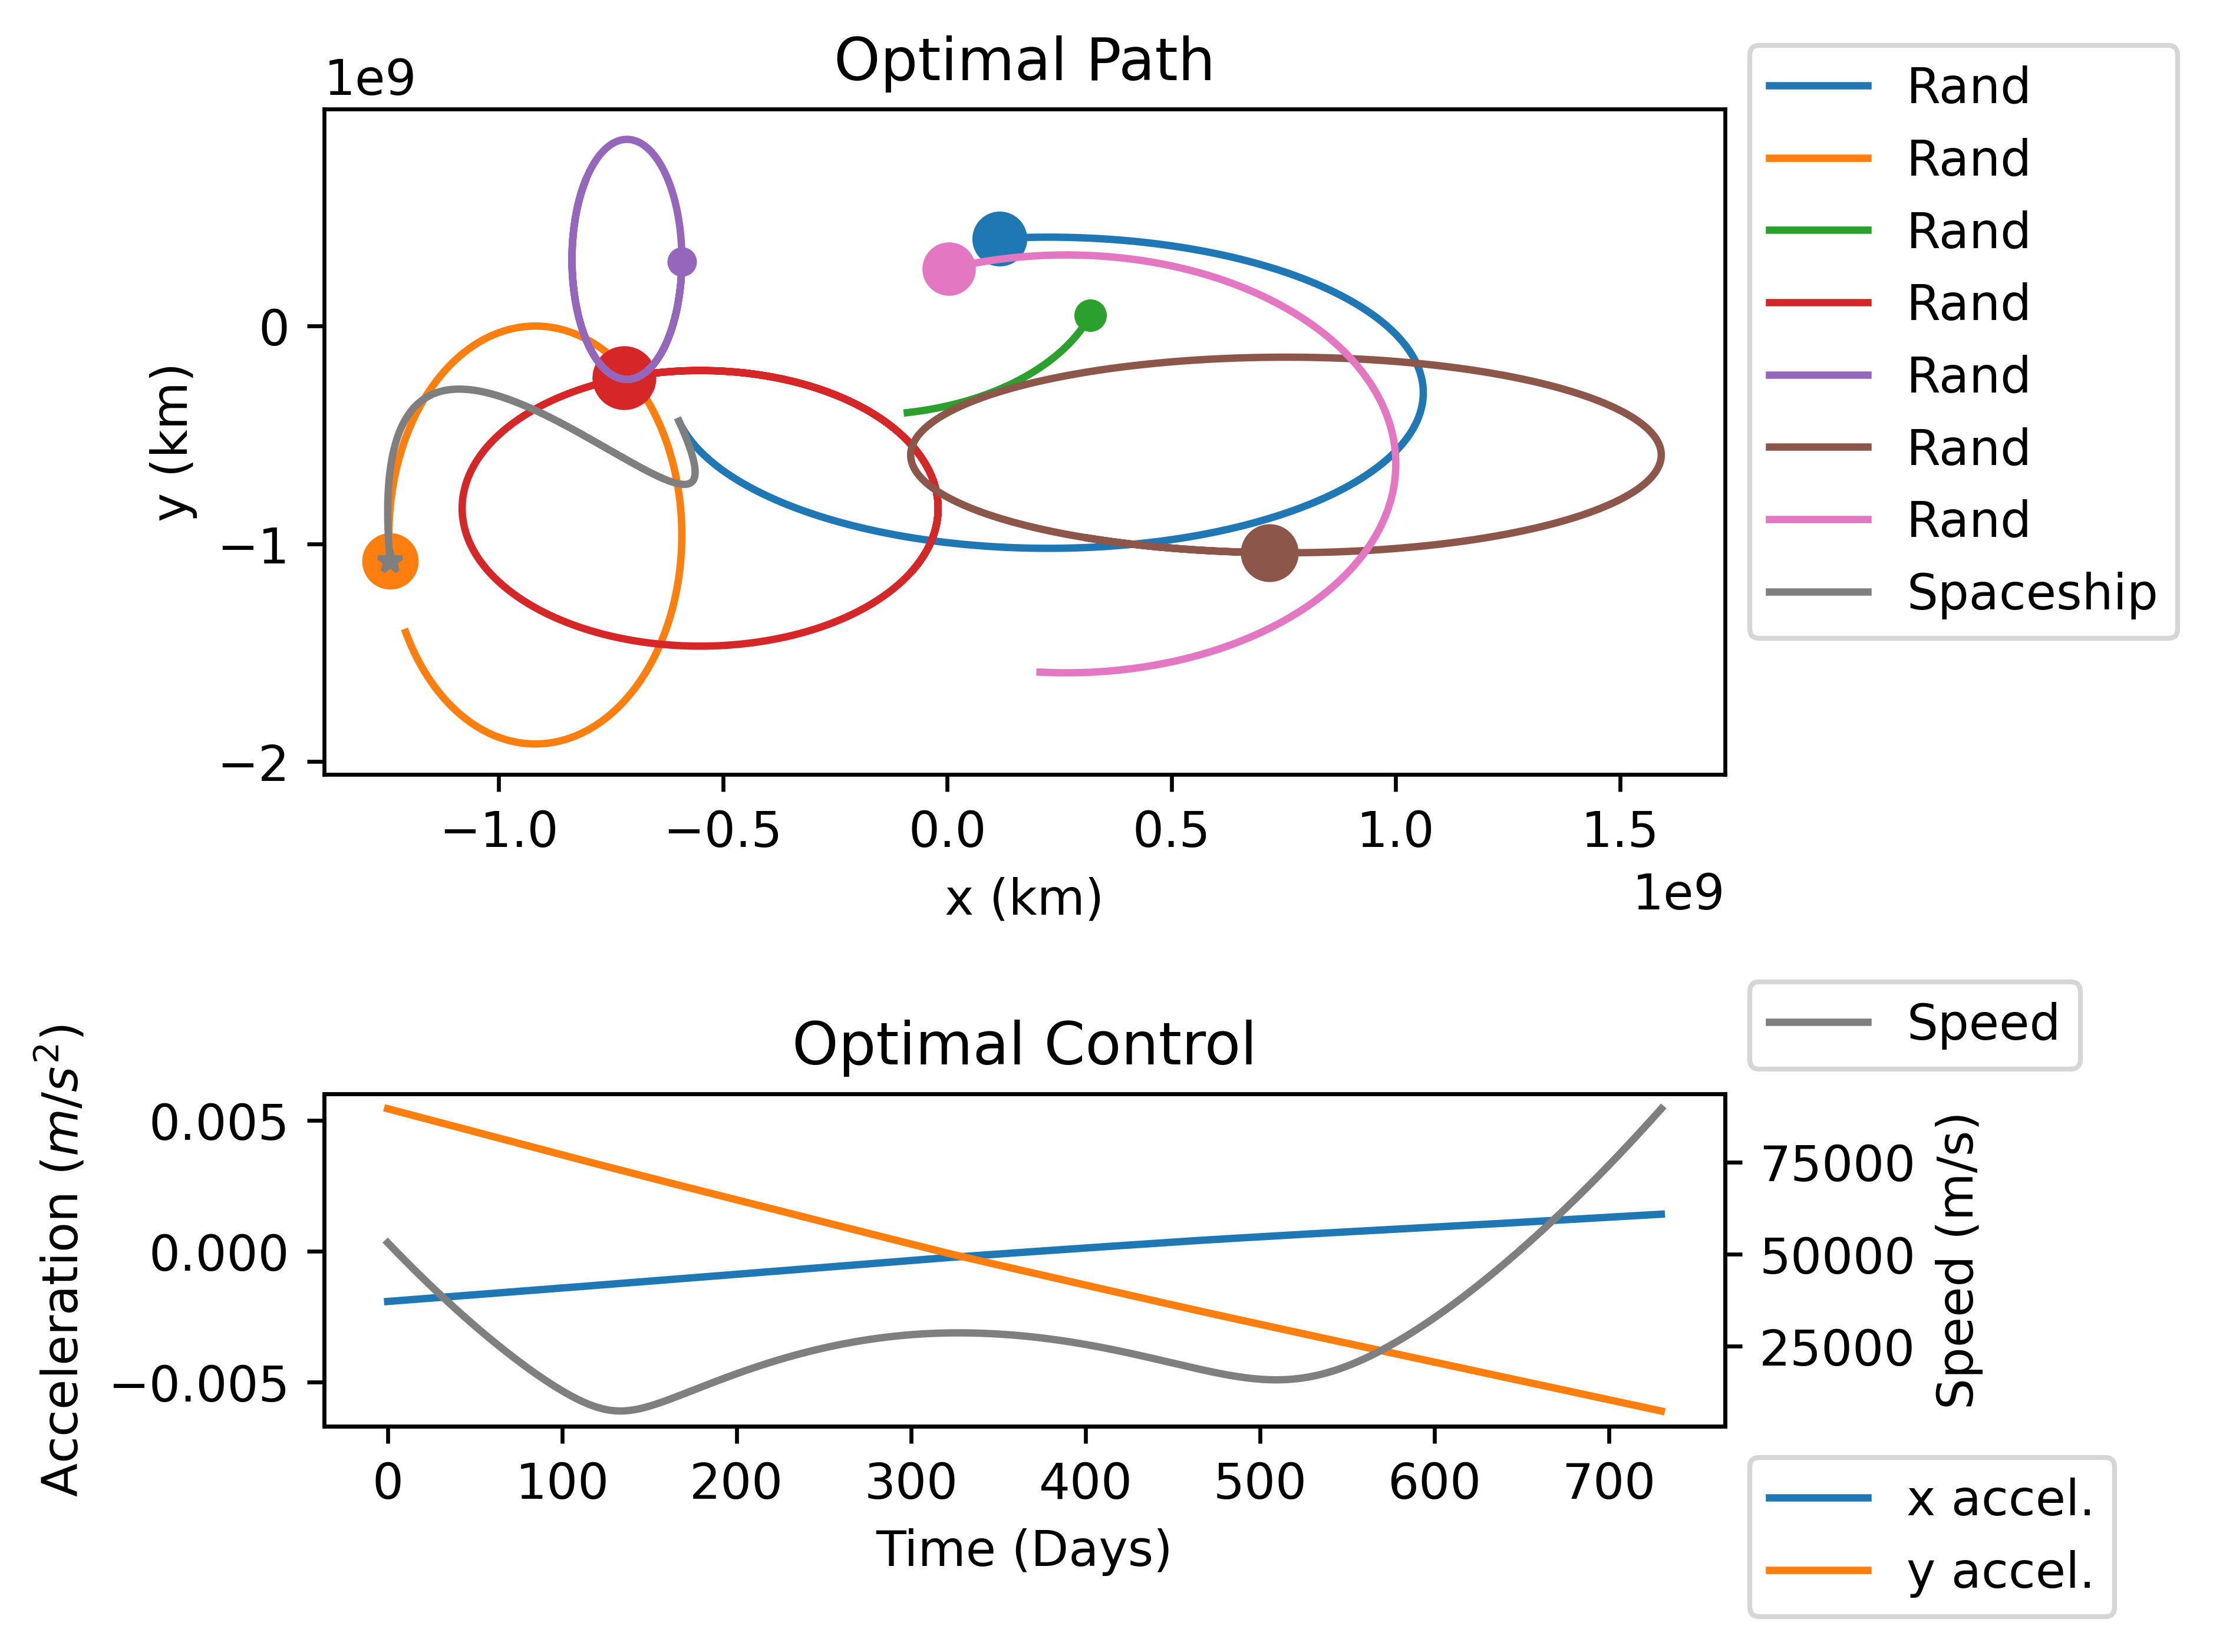 Optimal Path
1e9
y (km)
0
−1
−2
−1.0
−0.5
0.0
0.5
1.0
1.5
x (km)
1e9
Rand
Rand
Rand
Rand
Rand
Rand
Rand
Spaceship
Optimal Control
Acceleration (m/s²)
0.005
0.000
−0.005
0
100
200
300
400
500
600
700
Time (Days)
75000
50000
25000
Speed (m/s)
Speed
x accel.
y accel.